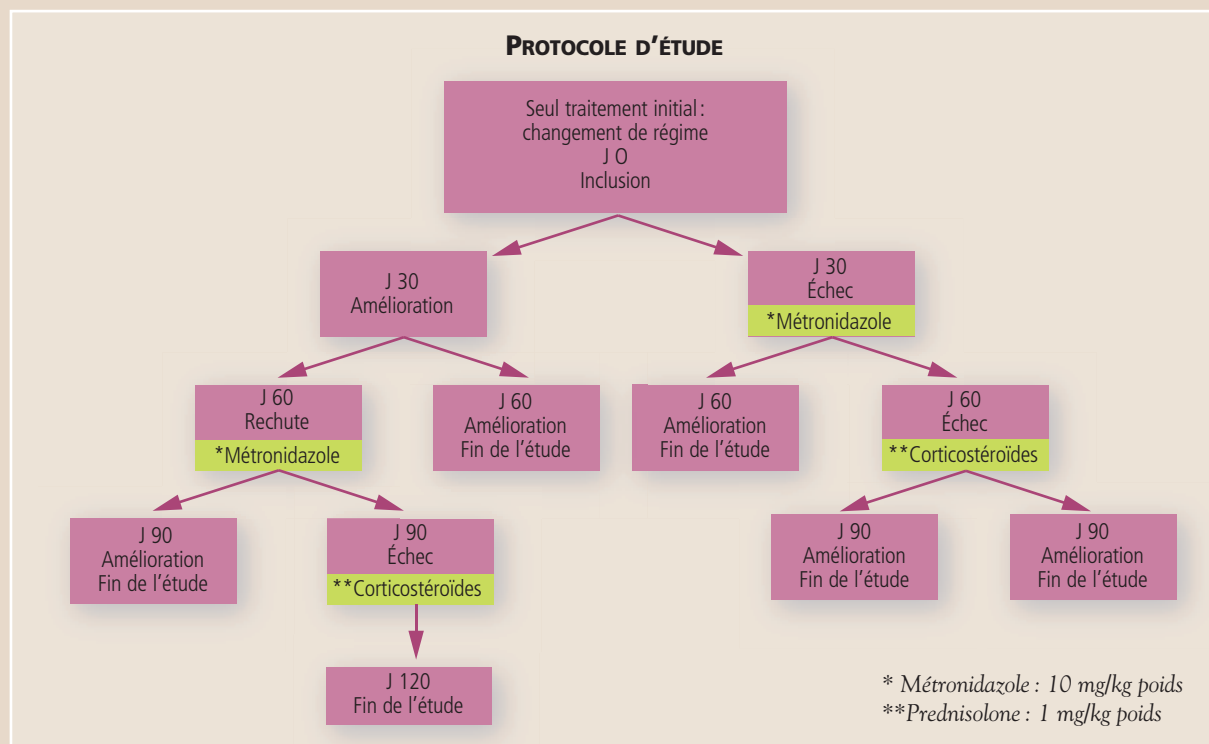 PROTOCOLE D'ÉTUDE
Seul traitement initial :
changement de régime
J O
Inclusion
J 30
Amélioration
J 30
Échec
*Métronidazole
J 60
Rechute
*Métronidazole
J 60
Amélioration
Fin de l'étude
J 60
Amélioration
Fin de l'étude
J 60
Échec
**Corticostéroïdes
J 90
Amélioration
Fin de l'étude
J 90
Échec
**Corticostéroïdes
J 90
Amélioration
Fin de l'étude
J 90
Amélioration
Fin de l'étude
J 120
Fin de l'étude
* Métronidazole : 10 mg/kg poids
**Prednisolone : 1 mg/kg poids